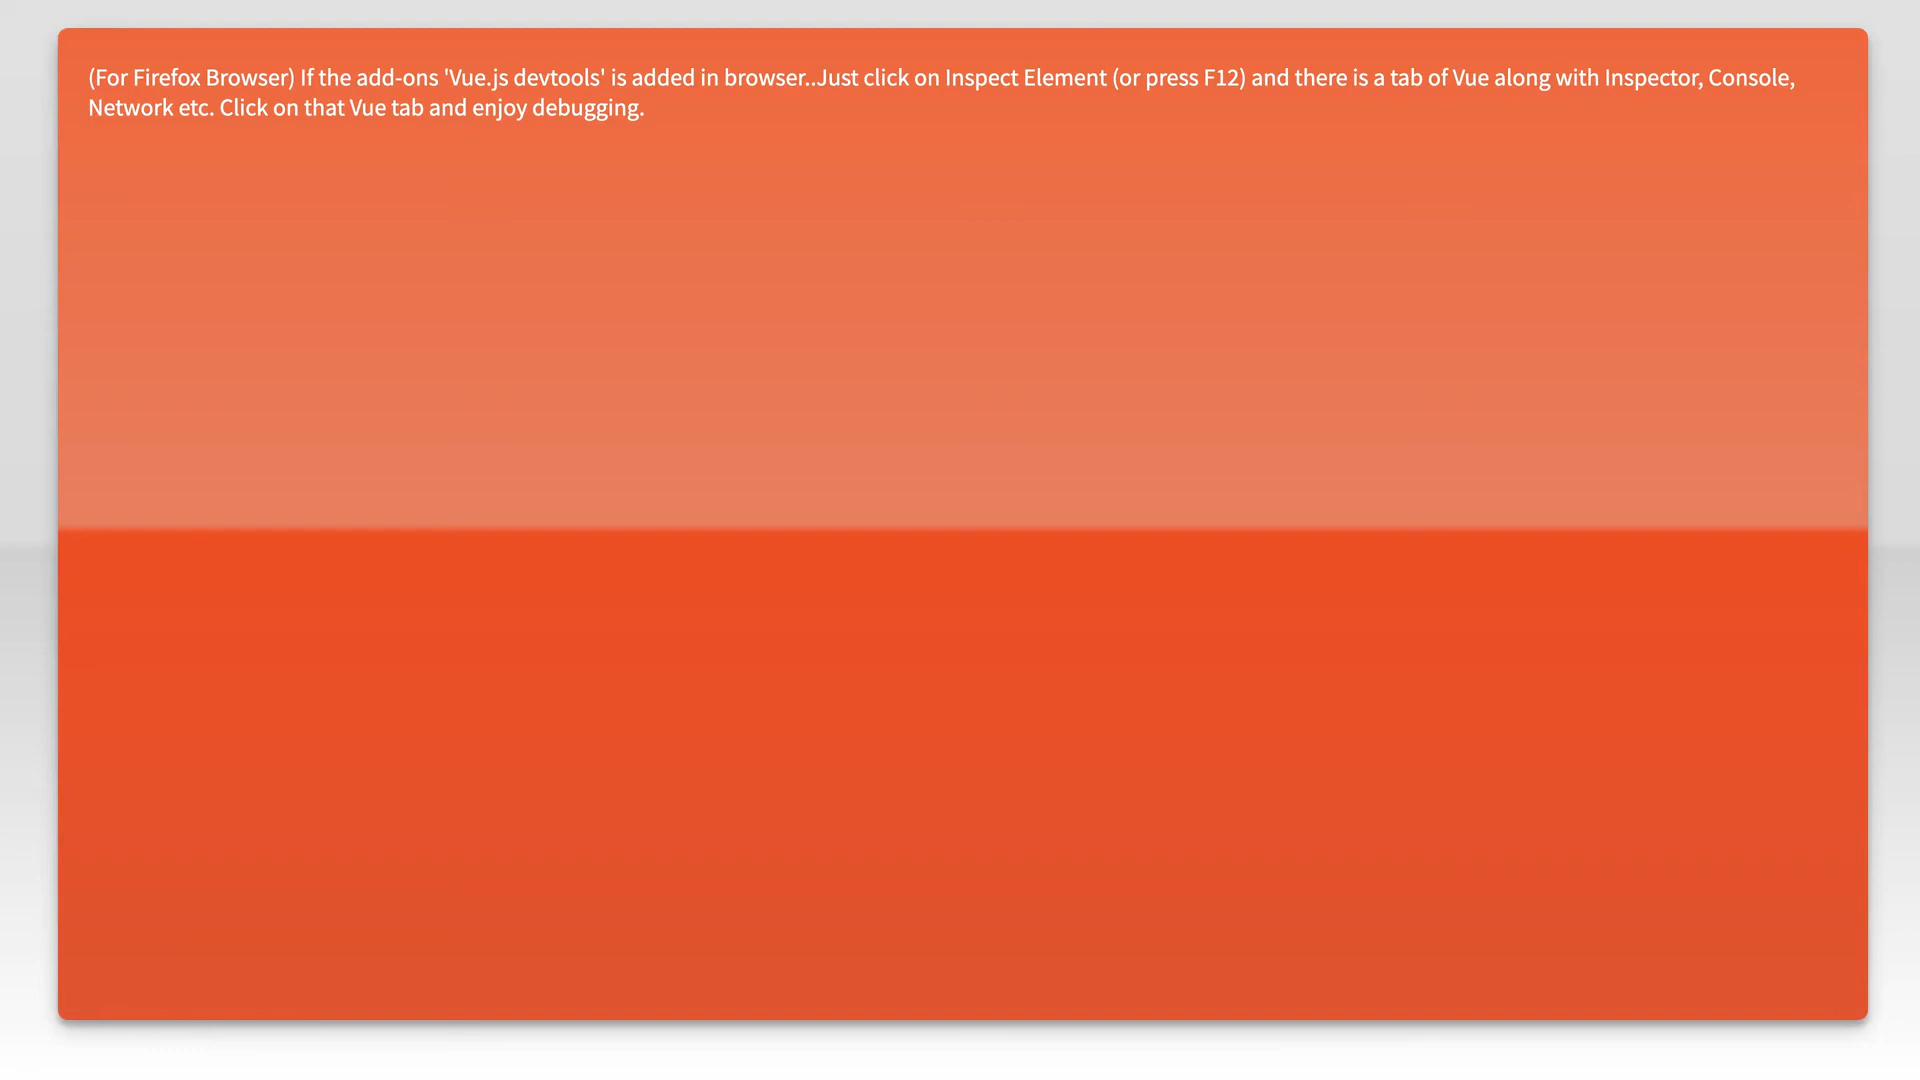 (For Firefox Browser) If the add-ons 'Vue.js devtools' is added in browser..Just click on Inspect Element (or press F12) and there is a tab of Vue along with Inspector, Console,
Network etc. Click on that Vue tab and enjoy debugging.